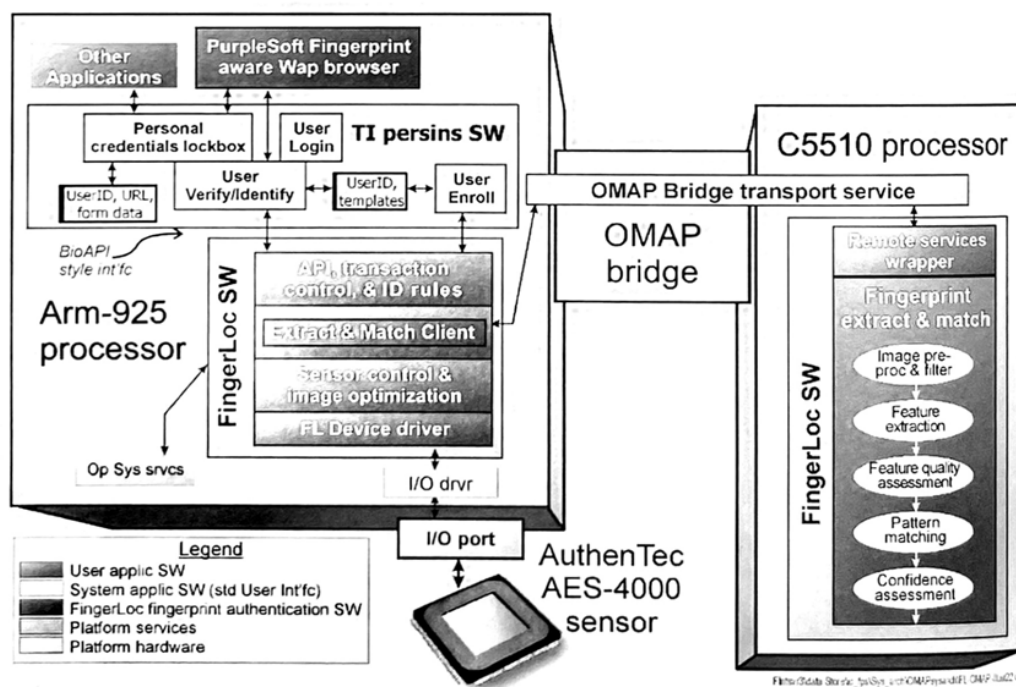 Other
Applications
PurpleSoft Fingerprint
aware Wap browser
TI persins SW
Personal
credentials lockbox
User
Login
User
Verify/Identify
UserID, URL,
form data
UserID,
templates
User
Enroll
BioAPI
style int'fc
Arm-925
processor
FingerLoc SW
API, transaction
control, & ID rules
Extract & Match Client
Sensor control &
image optimization
FL Device driver
Op Sys srvcs
I/O drvr
I/O port
AuthenTec
AES-4000
sensor
OMAP
bridge
OMAP Bridge transport service
C5510 processor
Remote services
wrapper
Fingerprint
extract & match
FingerLoc SW
Image pre-
proc & filter
Feature
extraction
Feature quality
assessment
Pattern
matching
Confidence
assessment
Legend
User applic SW
System applic SW (std User Int'fc)
FingerLoc fingerprint authentication SW
Platform services
Platform hardware